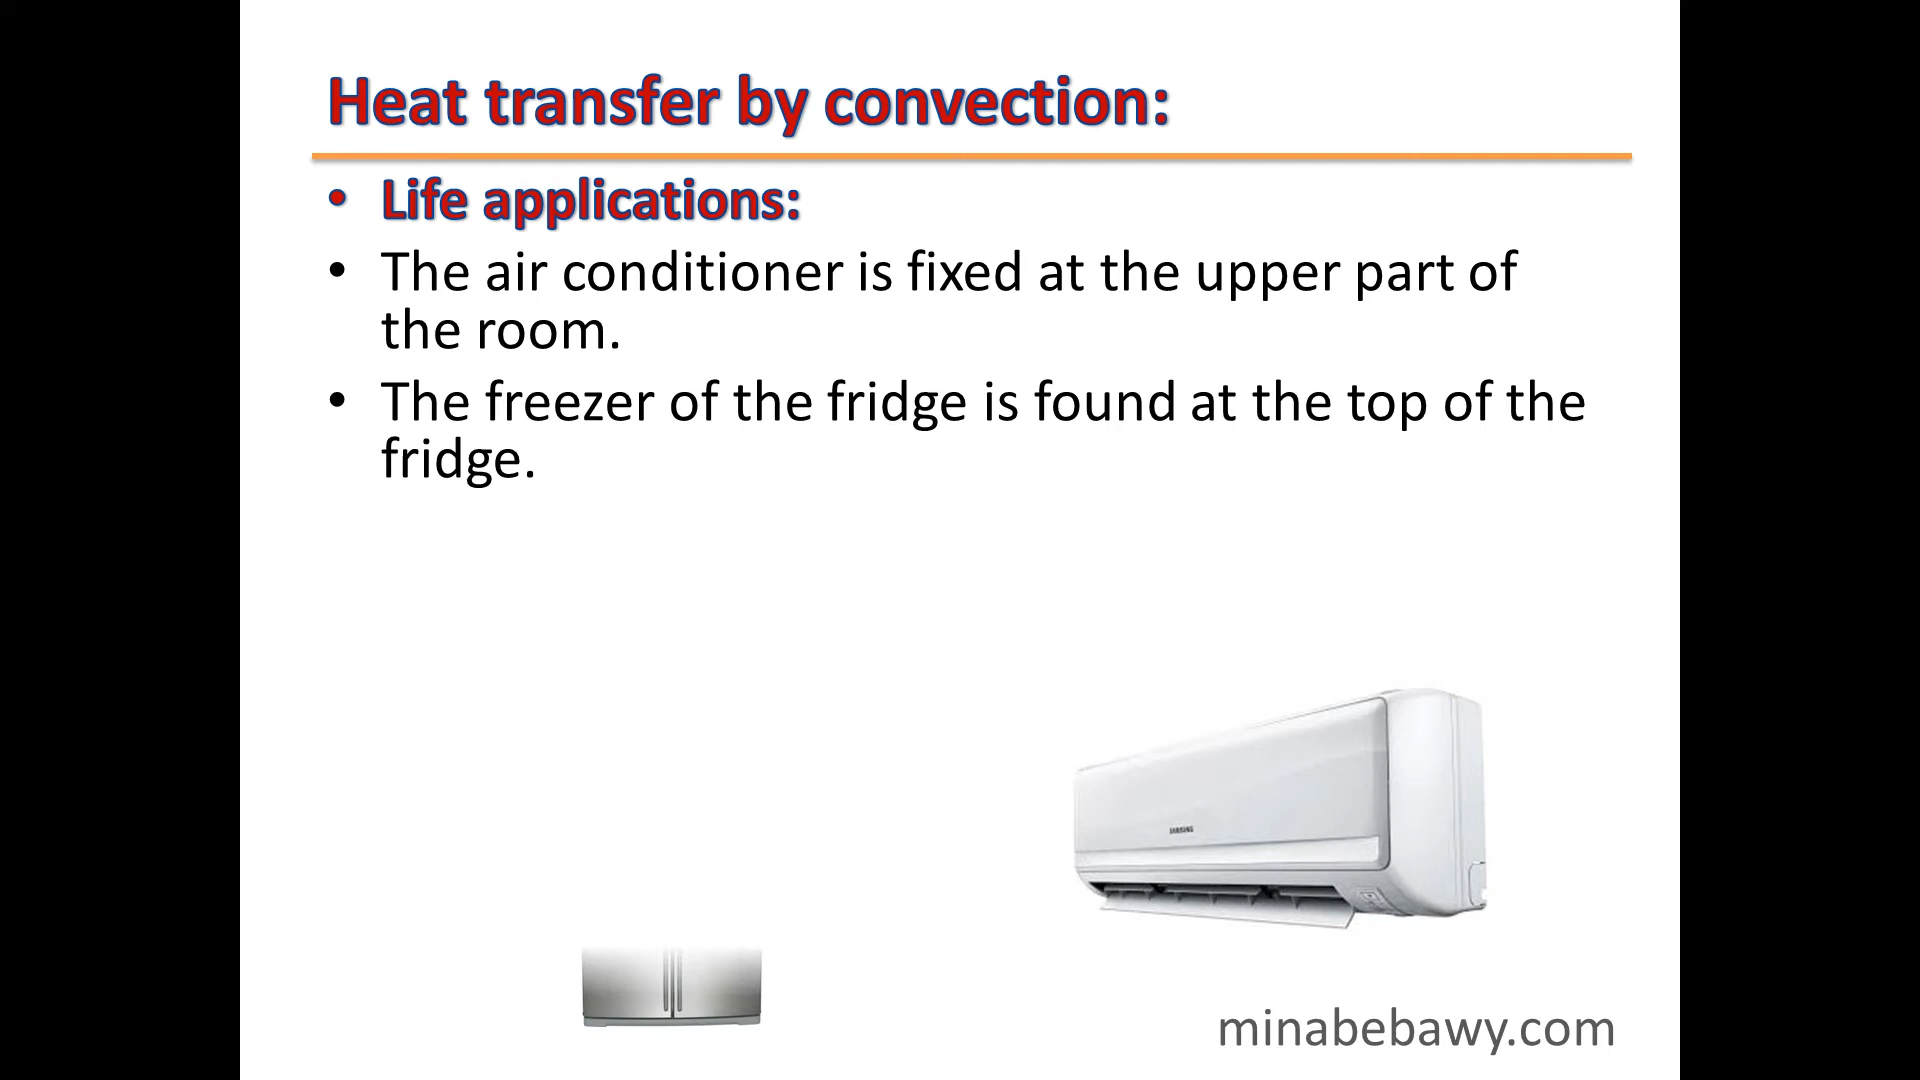 Heat transfer by convection:
• Life applications:
• The air conditioner is fixed at the upper part of
the room.
• The freezer of the fridge is found at the top of the
fridge.
SAMSUNG
minabebawy.com